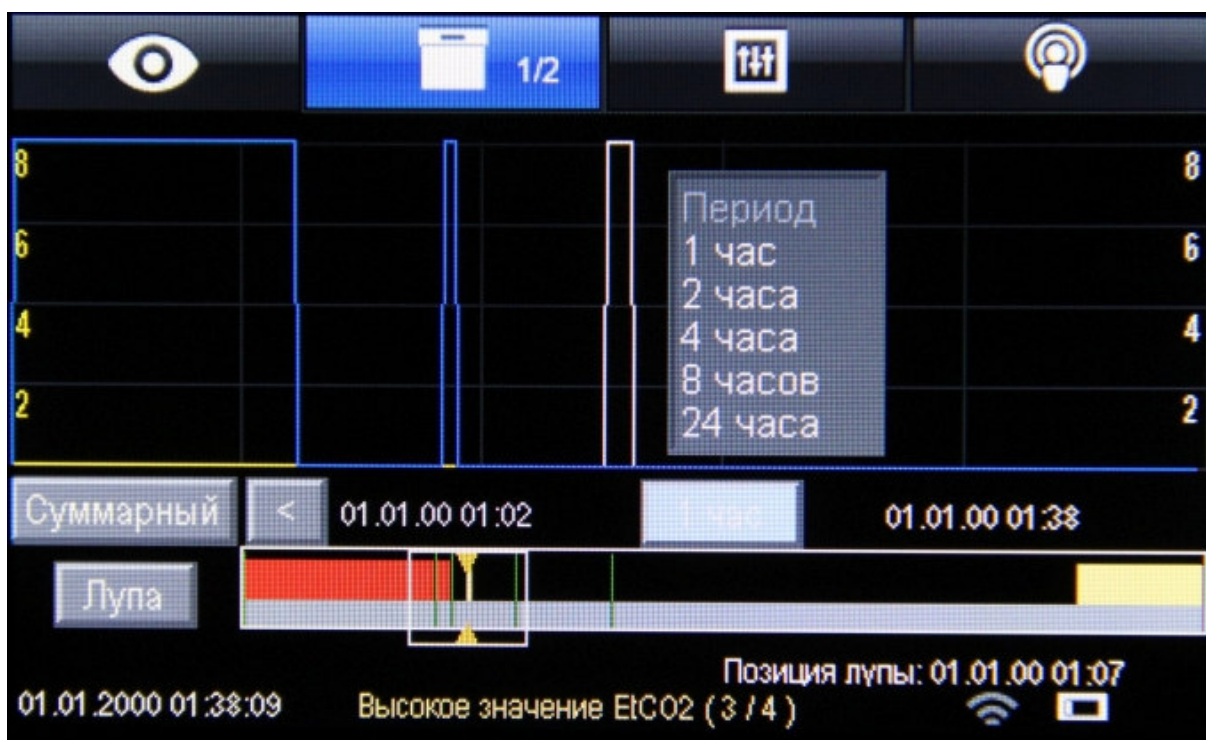 1/2
8 8
Период
6 1 час 6
2 часа
4 4 часа 4
8 часов
2 24 часа 2
Суммарный < 01.01.00 01:02 1 час 01.01.00 01:38
Лупа
Позиция лупы: 01.01.00 01:07
01.01.2000 01:38:09 Высокое значение EtCO2 ( 3 / 4 )